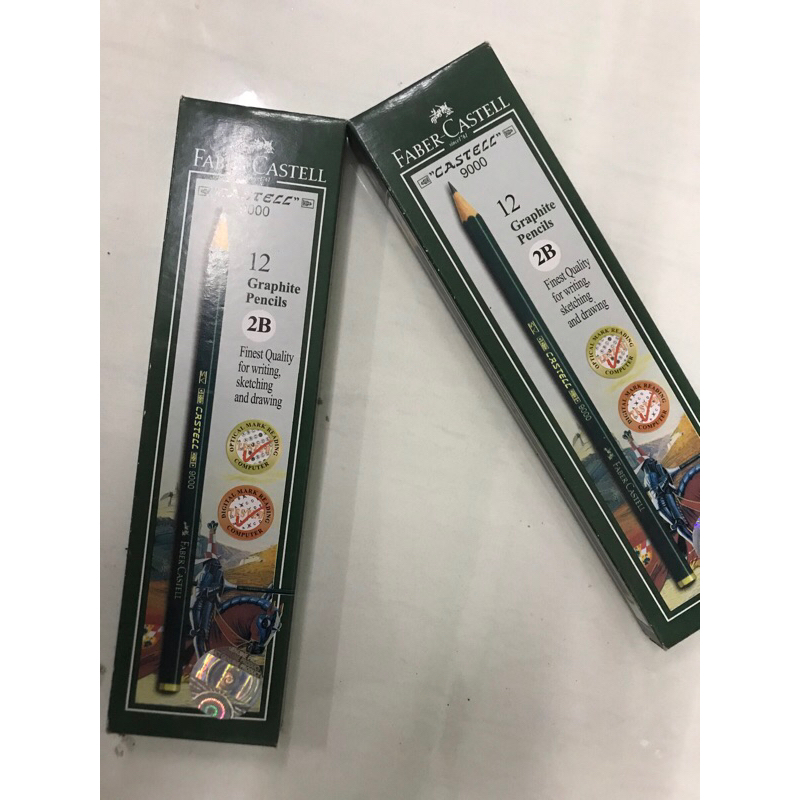 FABER-CASTELL
"CASTELL"
9000
12
Graphite
Pencils
2B
Finest Quality
for writing,
sketching
and drawing
OPTICAL MARK READING
COMPUTER
DIGITAL MARK READING
COMPUTER
CASTELL 9000
FABER-CASTELL
FABER-CASTELL
since 1761
"CASTELL"
9000
12
Graphite
Pencils
2B
Finest Quality
for writing,
sketching
and drawing
OPTICAL MARK READING
COMPUTER
DIGITAL MARK READING
COMPUTER
CASTELL 9000
FABER-CASTELL